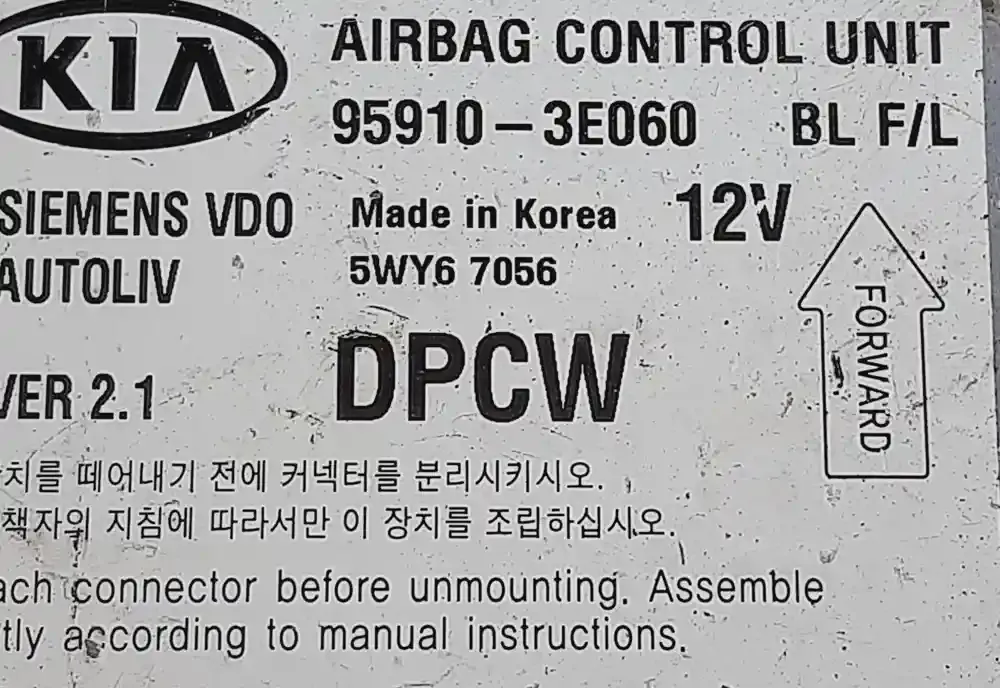 KIA
AIRBAG CONTROL UNIT
95910-3E060 BL F/L
SIEMENS VDO
AUTOLIV
Made in Korea
5WY6 7056
12V
FORWARD
VER 2.1
DPCW
치를 떼어내기 전에 커넥터를 분리시키시오.
책자의 지침에 따라서만 이 장치를 조립하십시오.
ach connector before unmounting. Assemble
tly according to manual instructions.